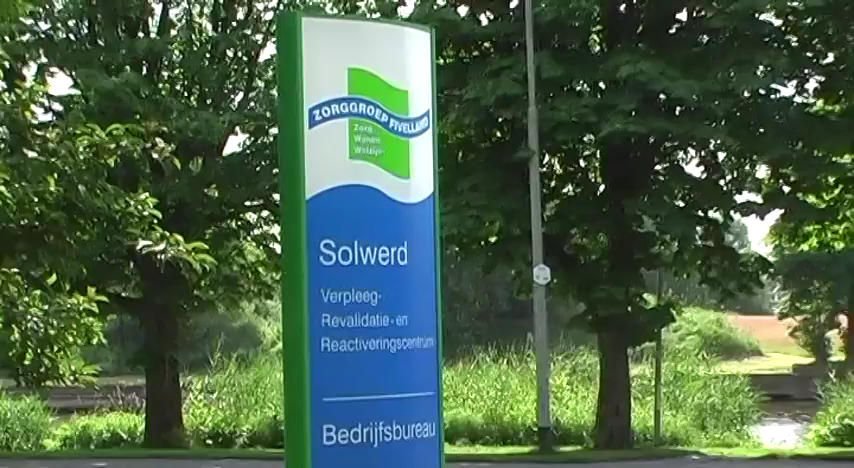 ZORGGROEP FIVELLAND
Zorg
Wonen
Welzijn
Solwerd
Verpleeg-
Revalidatie- en
Reactiveringscentrum
Bedrijfsbureau